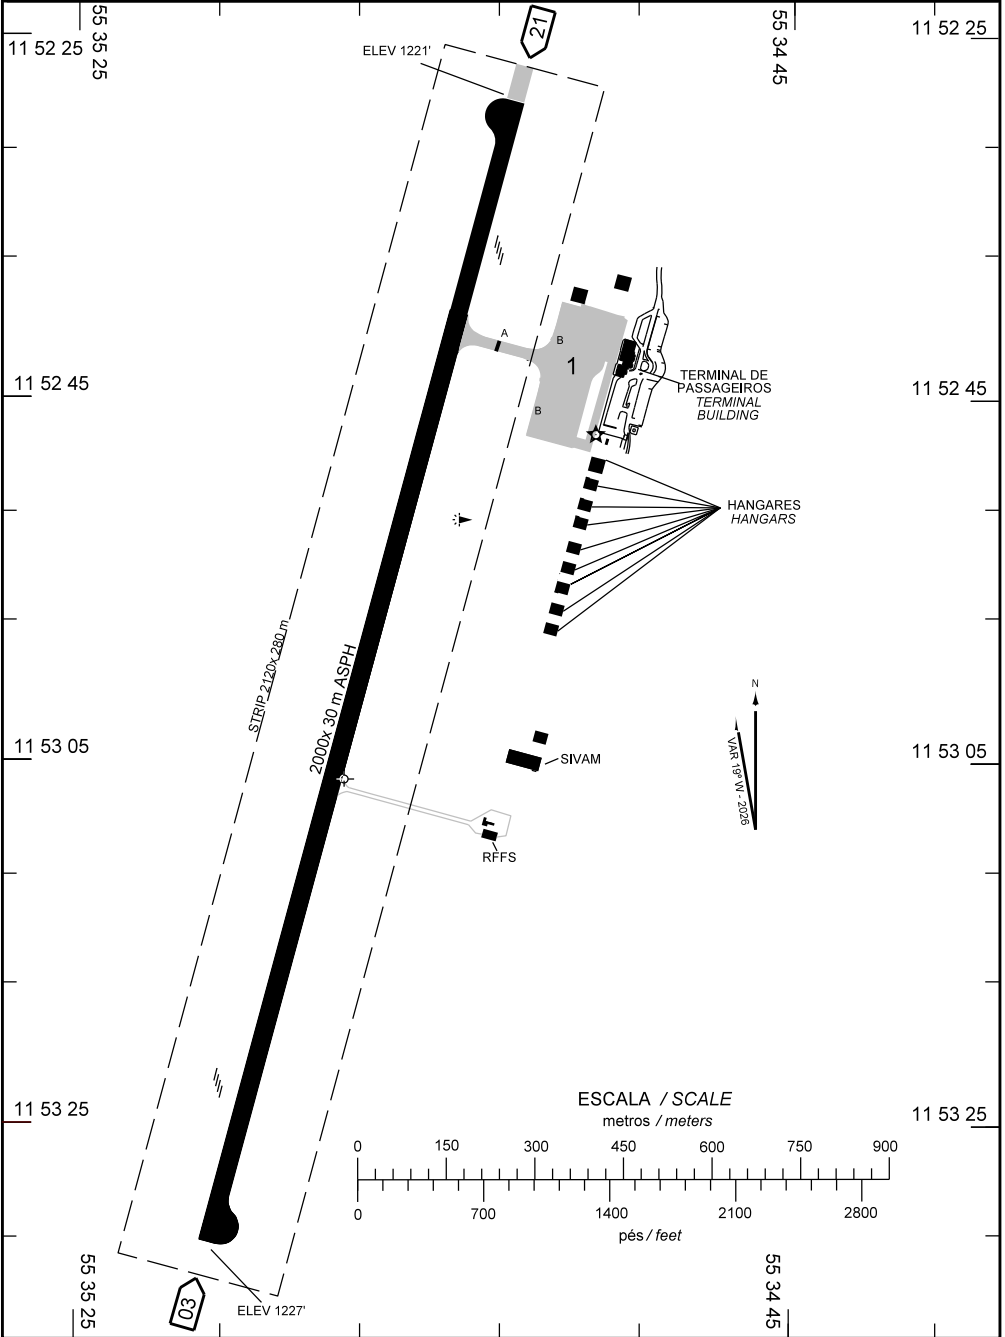 55 35 25
21
55 34 45
11 52 25
11 52 25
ELEV 1221'
A
B
1
B
11 52 45
11 52 45
TERMINAL DE
PASSAGEIROS
TERMINAL
BUILDING
HANGARES
HANGARS
STRIP 2120x 280 m
2000x 30 m ASPH
N
VAR 19º W - 2026
11 53 05
11 53 05
SIVAM
RFFS
ESCALA / SCALE
metros / meters
0 150 300 450 600 750 900
0 700 1400 2100 2800
pés / feet
11 53 25
11 53 25
55 35 25
03
ELEV 1227'
55 34 45